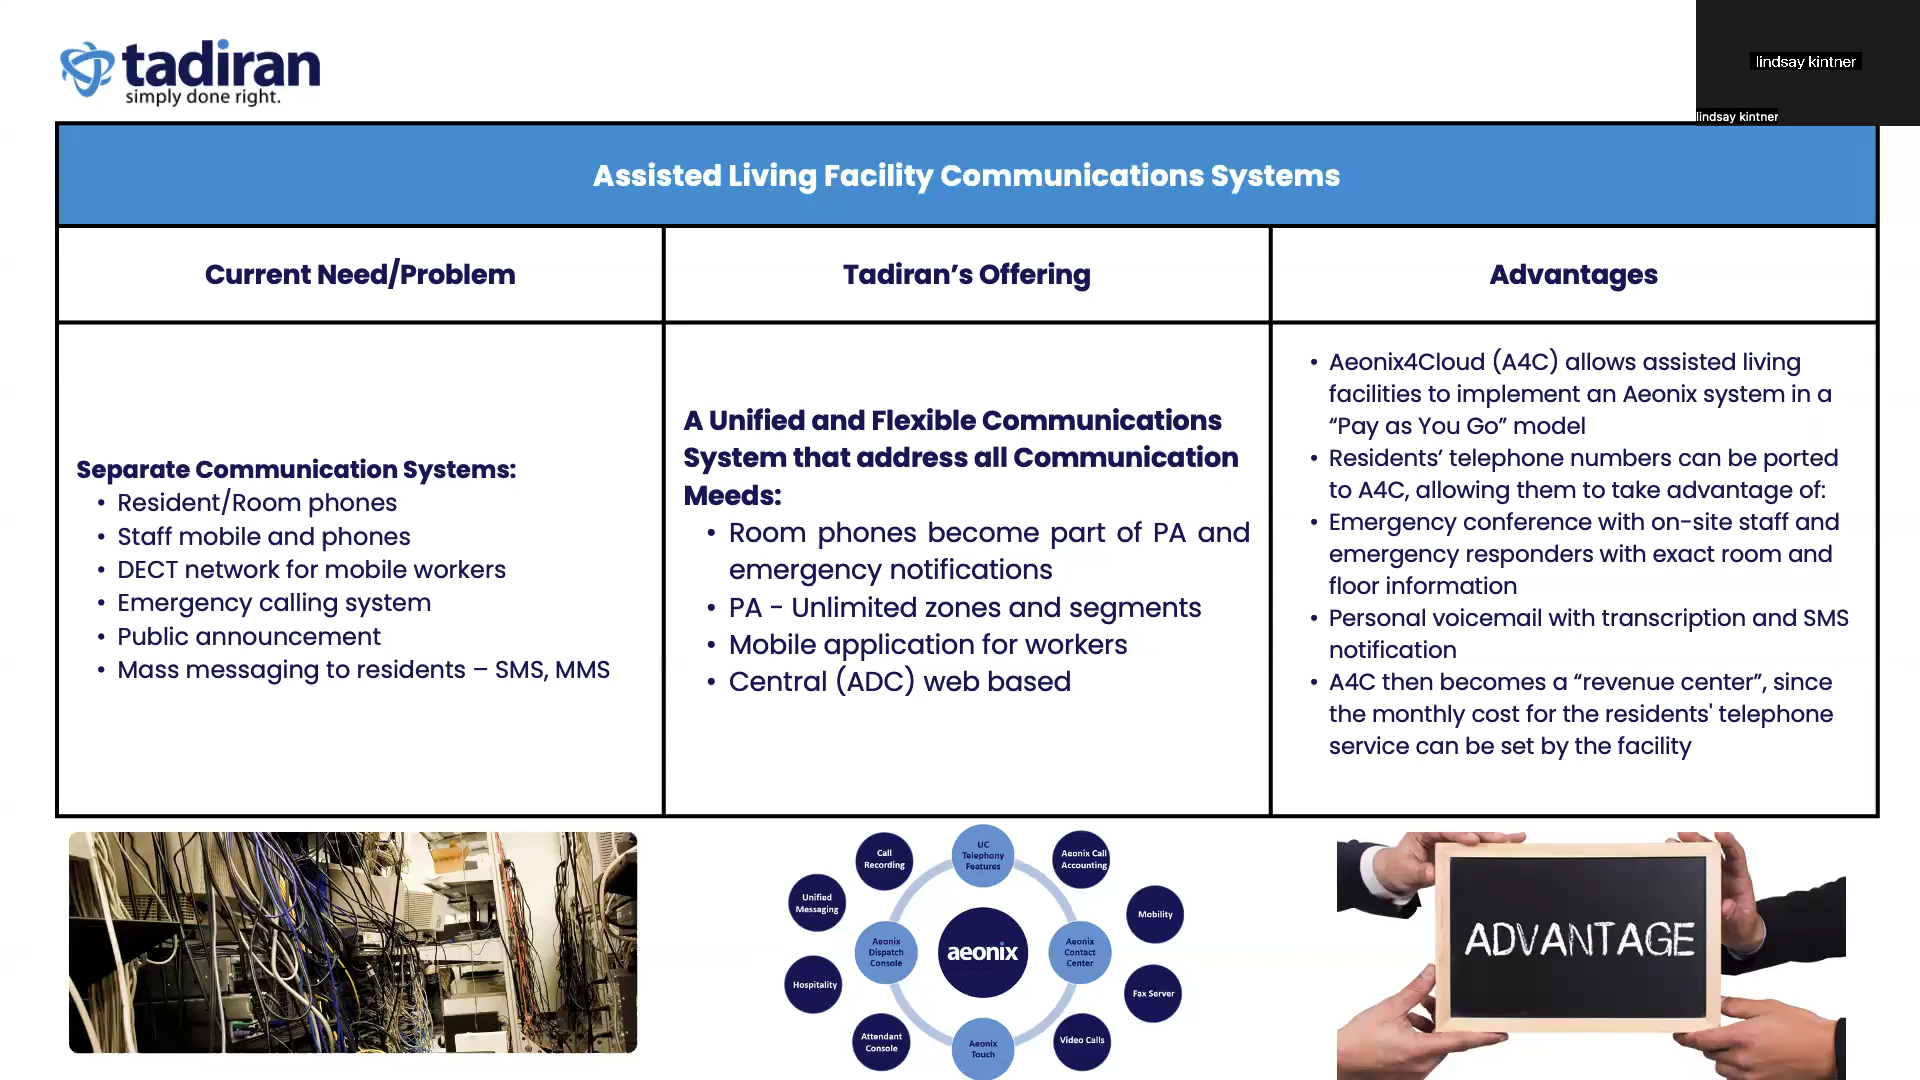 tadiran
simply done right.
lindsay kintner
lindsay kintner
Assisted Living Facility Communications Systems
Current Need/Problem
Tadiran’s Offering
Advantages
Separate Communication Systems:
• Resident/Room phones
• Staff mobile and phones
• DECT network for mobile workers
• Emergency calling system
• Public announcement
• Mass messaging to residents – SMS, MMS
A Unified and Flexible Communications
System that address all Communication
Meeds:
• Room phones become part of PA and
emergency notifications
• PA - Unlimited zones and segments
• Mobile application for workers
• Central (ADC) web based
• Aeonix4Cloud (A4C) allows assisted living
facilities to implement an Aeonix system in a
“Pay as You Go” model
• Residents’ telephone numbers can be ported
to A4C, allowing them to take advantage of:
• Emergency conference with on-site staff and
emergency responders with exact room and
floor information
• Personal voicemail with transcription and SMS
notification
• A4C then becomes a “revenue center”, since
the monthly cost for the residents' telephone
service can be set by the facility
Call
Recording
UC
Telephony
Features
Aeonix Call
Accounting
Unified
Messaging
Mobility
Aeonix
Dispatch
Console
aeonix
Aeonix
Contact
Center
Hospitality
Fax Server
Attendant
Console
Aeonix
Touch
Video Calls
ADVANTAGE